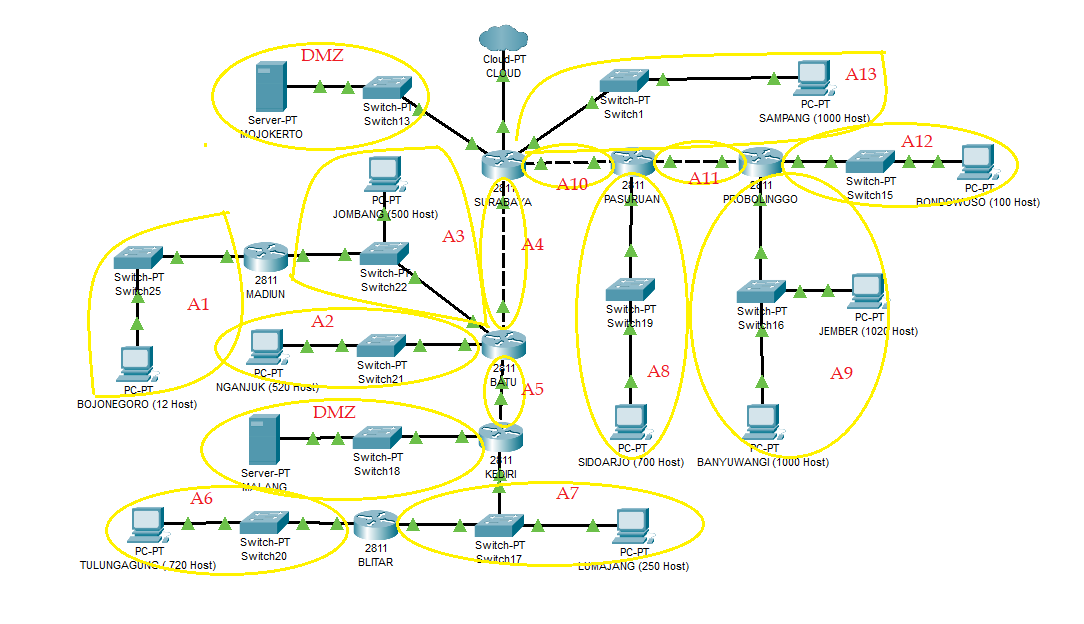 DMZ
Cloud-PT
CLOUD
A13
Server-PT
MOJOKERTO
Switch-PT
Switch13
Switch-PT
Switch1
PC-PT
SAMPANG (1000 Host)
A12
2811
SURABAYA
A10
2811
PASURUAN
A11
2811
PROBOLINGGO
Switch-PT
Switch15
PC-PT
BONDOWUSO (100 Host)
PC-PT
JOMBANG (500 Host)
A3
A4
Switch-PT
Switch22
Switch-PT
Switch25
2811
MADIUN
A1
A2
Switch-PT
Switch19
Switch-PT
Switch16
PC-PT
JEMBER (1020 Host)
PC-PT
NGANJUK (520 Host)
Switch-PT
Switch21
2811
BATU
A5
A8
A9
PC-PT
BOJONEGORO (12 Host)
DMZ
Server-PT
MALANG
Switch-PT
Switch18
2811
KEDIRI
PC-PT
SIDOARJO (700 Host)
PC-PT
BANYUWANGI (1000 Host)
A6
A7
PC-PT
TULUNGAGUNG ( 720 Host)
Switch-PT
Switch20
2811
BLITAR
Switch-PT
Switch17
PC-PT
LUMAJANG (250 Host)